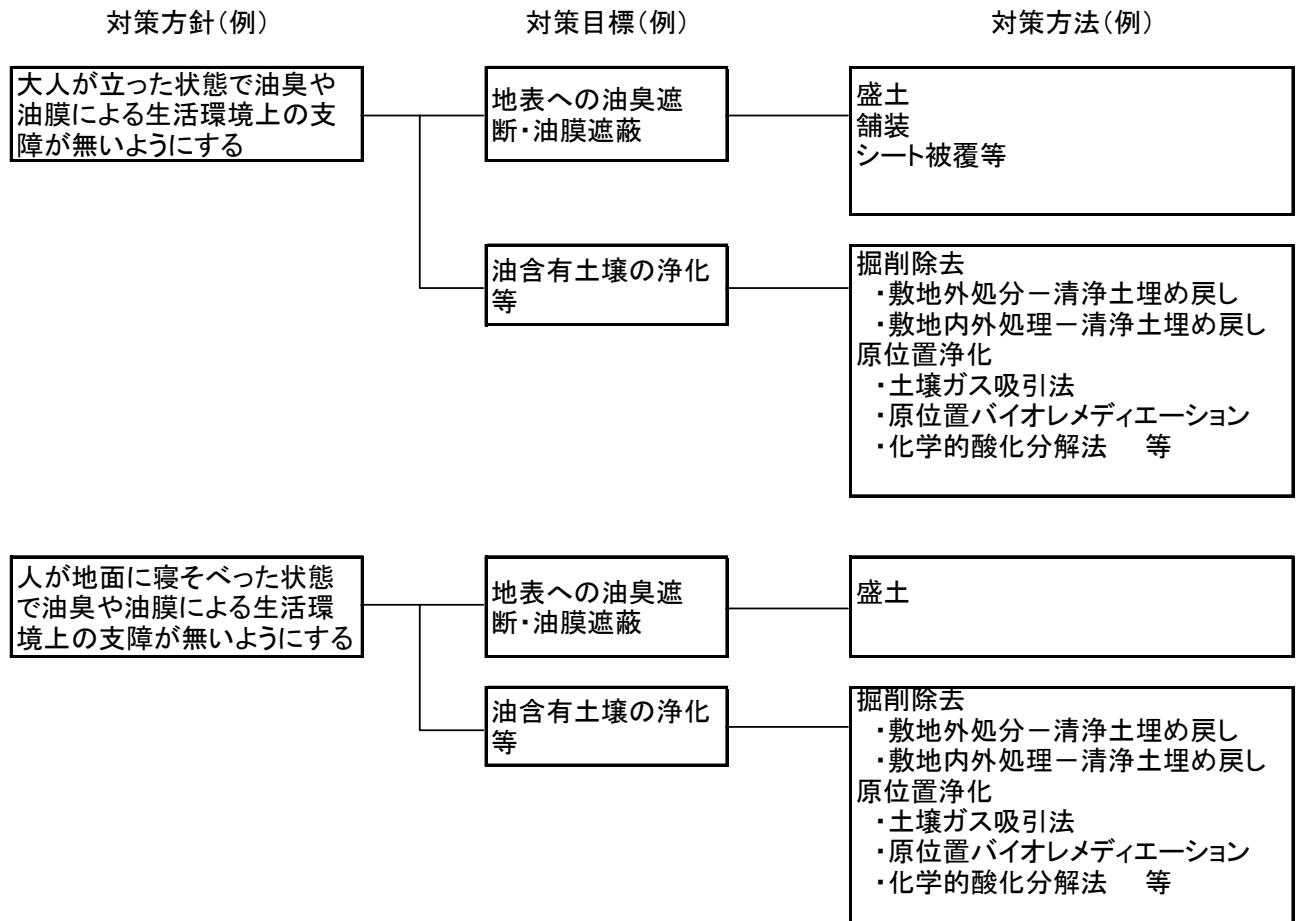 対策方針(例)
対策目標(例)
対策方法(例)
大人が立った状態で油臭や
油膜による生活環境上の支
障が無いようにする
地表への油臭遮
断・油膜遮蔽
盛土
舗装
シート被覆等
油含有土壌の浄化
等
掘削除去
・敷地外処分－清浄土埋め戻し
・敷地内外処理－清浄土埋め戻し
原位置浄化
・土壌ガス吸引法
・原位置バイオレメディエーション
・化学的酸化分解法　等
人が地面に寝そべった状態
で油臭や油膜による生活環
境上の支障が無いようにする
地表への油臭遮
断・油膜遮蔽
盛土
油含有土壌の浄化
等
掘削除去
・敷地外処分－清浄土埋め戻し
・敷地内外処理－清浄土埋め戻し
原位置浄化
・土壌ガス吸引法
・原位置バイオレメディエーション
・化学的酸化分解法　等